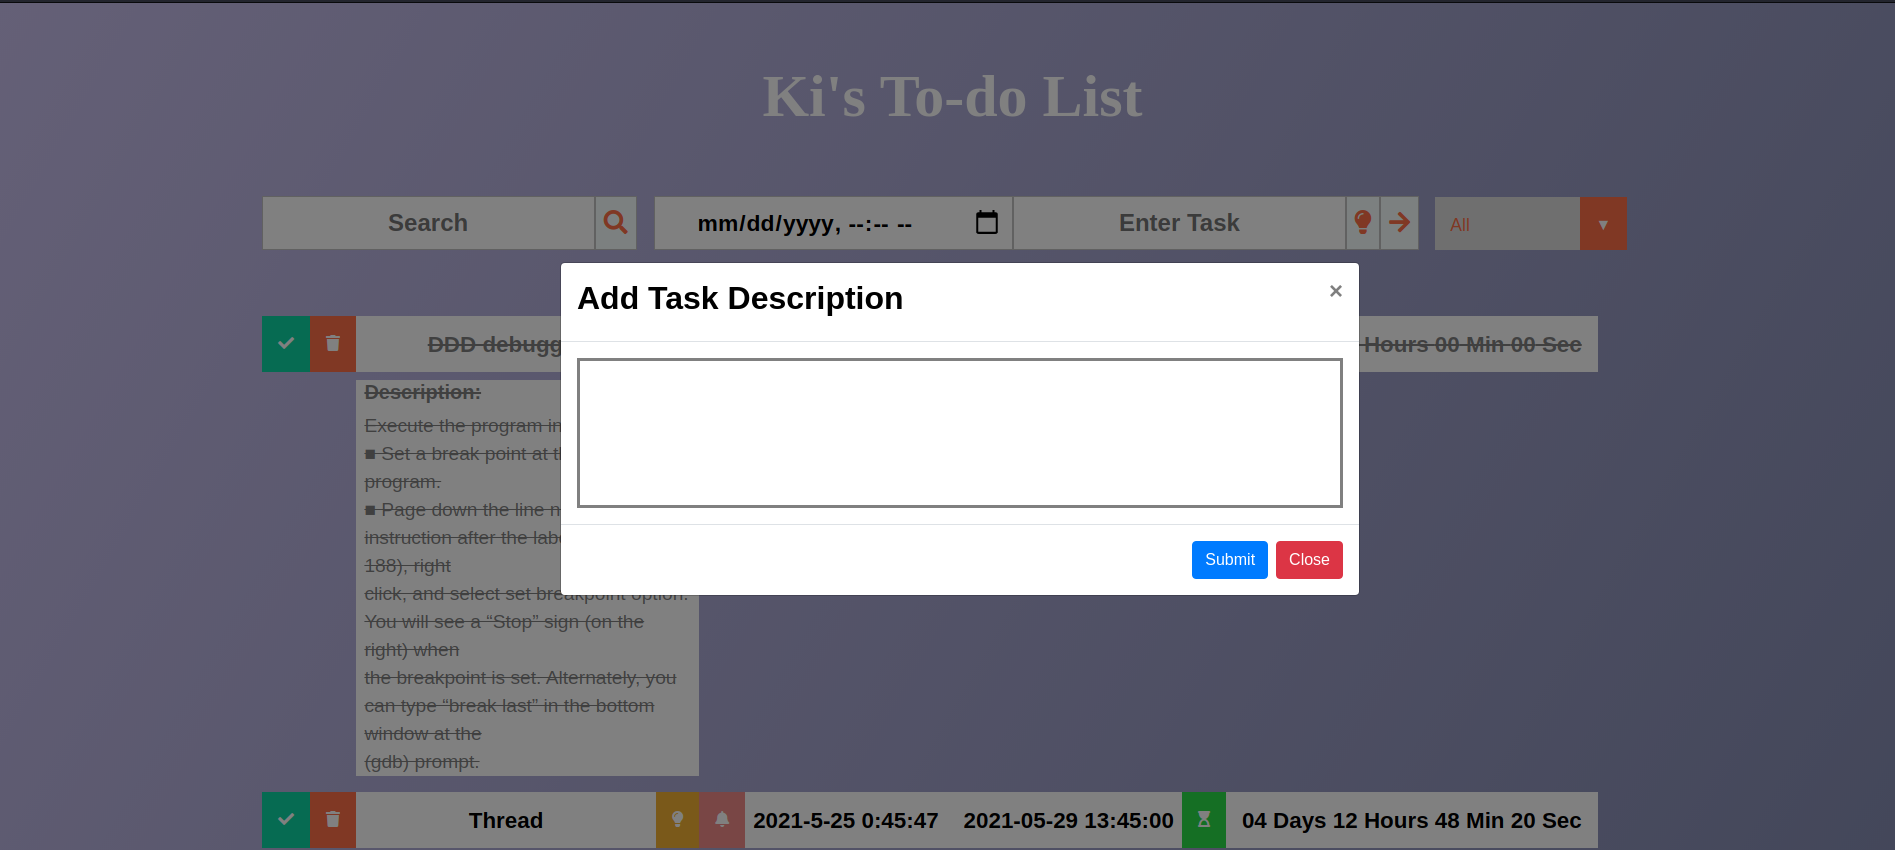 Ki's To-do List
Search
mm/dd/yyyy, --:-- --
Enter Task
All
Add Task Description
×
DDD debugg
Hours 00 Min 00 Sec
Description:
Execute the program in
■ Set a break point at th
program.
■ Page down the line n
instruction after the labe
188), right
click, and select set breakpoint option.
You will see a “Stop” sign (on the
right) when
the breakpoint is set. Alternately, you
can type “break last” in the bottom
window at the
(gdb) prompt.
Submit
Close
Thread
2021-5-25 0:45:47
2021-05-29 13:45:00
04 Days 12 Hours 48 Min 20 Sec